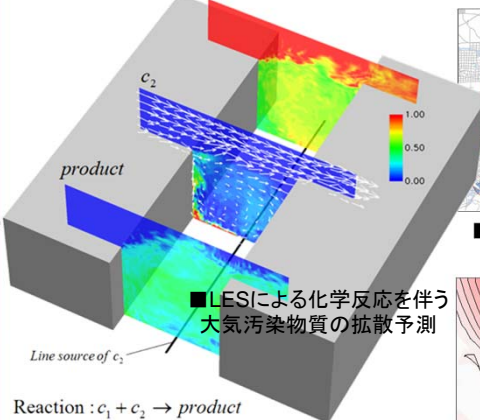 c₂
1.00
0.50
0.00
product
■LESによる化学反応を伴う
大気汚染物質の拡散予測
Line source of c₂
Reaction : c₁ + c₂ → product